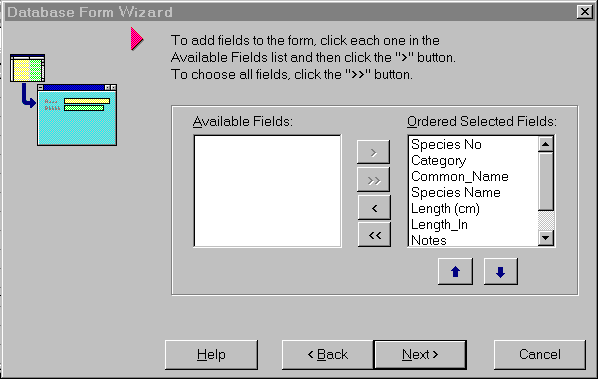 Database Form Wizard
To add fields to the form, click each one in the
Available Fields list and then click the ">" button.
To choose all fields, click the ">>" button.
Available Fields:
Ordered Selected Fields:
>
>>
<
<<
Species No
Category
Common_Name
Species Name
Length (cm)
Length_In
Notes
Help
< Back
Next >
Cancel